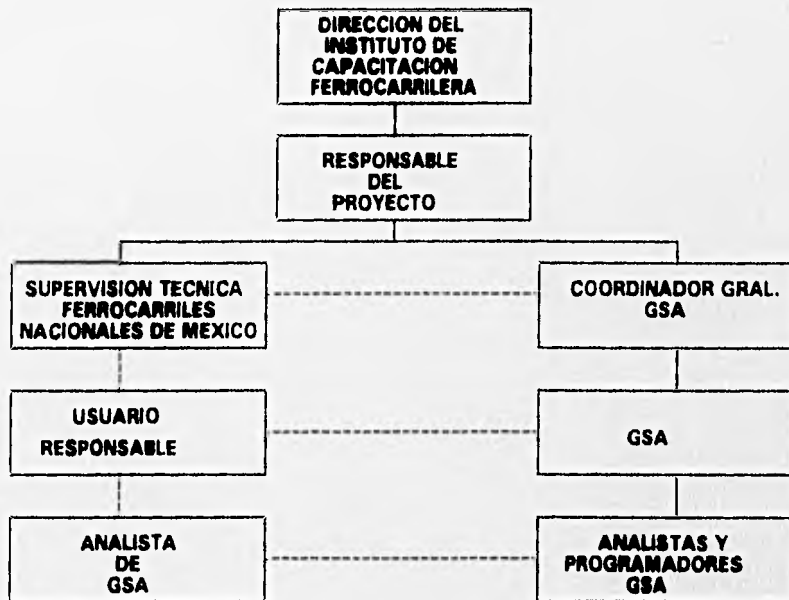 DIRECCION DEL
INSTITUTO DE
CAPACITACION
FERROCARRILERA
RESPONSABLE
DEL
PROYECTO
SUPERVISION TECNICA
FERROCARRILES
NACIONALES DE MEXICO
COORDINADOR GRAL.
GSA
USUARIO
RESPONSABLE
GSA
ANALISTA
DE
GSA
ANALISTAS Y
PROGRAMADORES
GSA